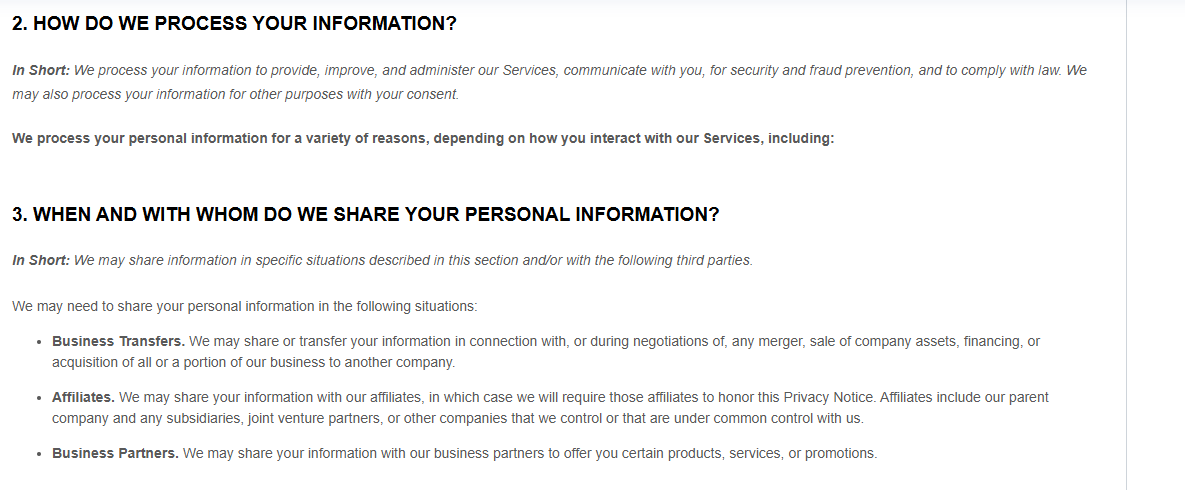 2. HOW DO WE PROCESS YOUR INFORMATION?
In Short: We process your information to provide, improve, and administer our Services, communicate with you, for security and fraud prevention, and to comply with law. We
may also process your information for other purposes with your consent.
We process your personal information for a variety of reasons, depending on how you interact with our Services, including:
3. WHEN AND WITH WHOM DO WE SHARE YOUR PERSONAL INFORMATION?
In Short: We may share information in specific situations described in this section and/or with the following third parties.
We may need to share your personal information in the following situations:
• Business Transfers. We may share or transfer your information in connection with, or during negotiations of, any merger, sale of company assets, financing, or
acquisition of all or a portion of our business to another company.
• Affiliates. We may share your information with our affiliates, in which case we will require those affiliates to honor this Privacy Notice. Affiliates include our parent
company and any subsidiaries, joint venture partners, or other companies that we control or that are under common control with us.
• Business Partners. We may share your information with our business partners to offer you certain products, services, or promotions.